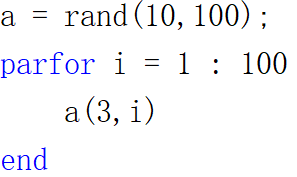 a = rand(10,100);
parfor i = 1 : 100
    a(3,i)
end